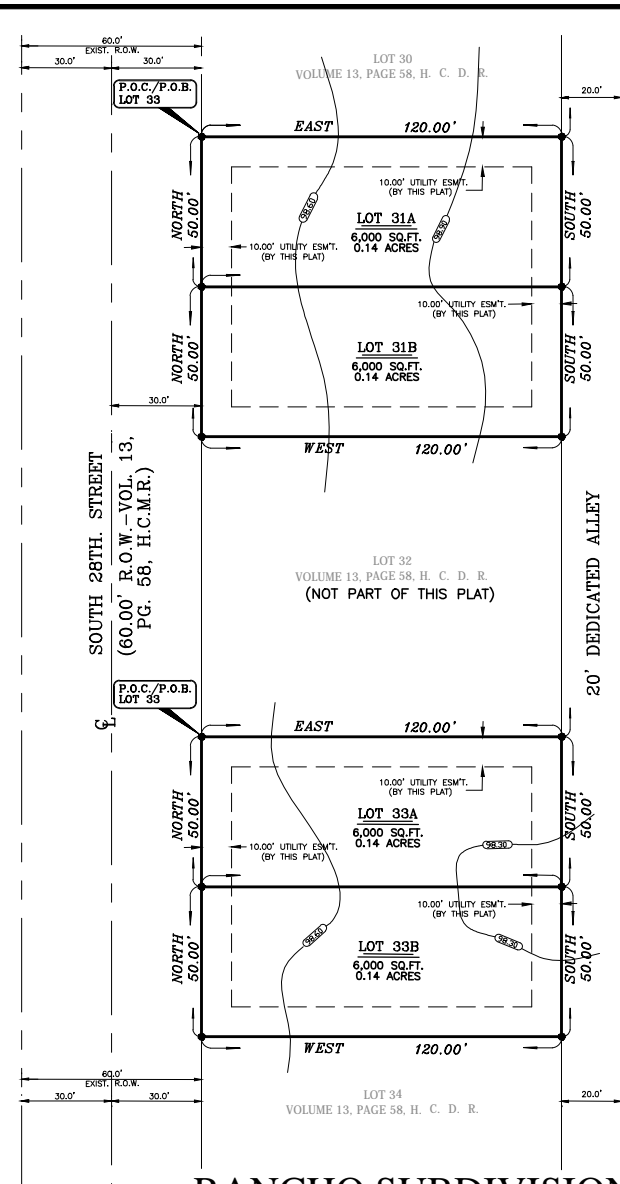 60.0'
EXIST. R.O.W.
30.0'
30.0'
20.0'
LOT 30
VOLUME 13, PAGE 58, H. C. D. R.
P.O.C./P.O.B.
LOT 33
EAST 120.00'
NORTH
50.00'
SOUTH
50.00'
10.00' UTILITY ESM'T.
(BY THIS PLAT)
98.60
98.90
LOT 31A
6,000 SQ.FT.
0.14 ACRES
10.00' UTILITY ESM'T.
(BY THIS PLAT)
10.00' UTILITY ESM'T.
(BY THIS PLAT)
NORTH
50.00'
SOUTH
50.00'
LOT 31B
6,000 SQ.FT.
0.14 ACRES
30.0'
WEST 120.00'
SOUTH 28TH. STREET
(60.00' R.O.W.-VOL. 13,
PG. 58, H.C.M.R.)
20' DEDICATED ALLEY
LOT 32
VOLUME 13, PAGE 58, H. C. D. R.
(NOT PART OF THIS PLAT)
P.O.C./P.O.B.
LOT 33
EAST 120.00'
NORTH
50.00'
SOUTH
50.00'
10.00' UTILITY ESM'T.
(BY THIS PLAT)
LOT 33A
6,000 SQ.FT.
0.14 ACRES
98.30
10.00' UTILITY ESM'T.
(BY THIS PLAT)
10.00' UTILITY ESM'T.
(BY THIS PLAT)
NORTH
50.00'
SOUTH
50.00'
98.60
98.30
LOT 33B
6,000 SQ.FT.
0.14 ACRES
WEST 120.00'
60.0'
EXIST. R.O.W.
30.0'
30.0'
20.0'
LOT 34
VOLUME 13, PAGE 58, H. C. D. R.
RANCHO SUBDIVISION